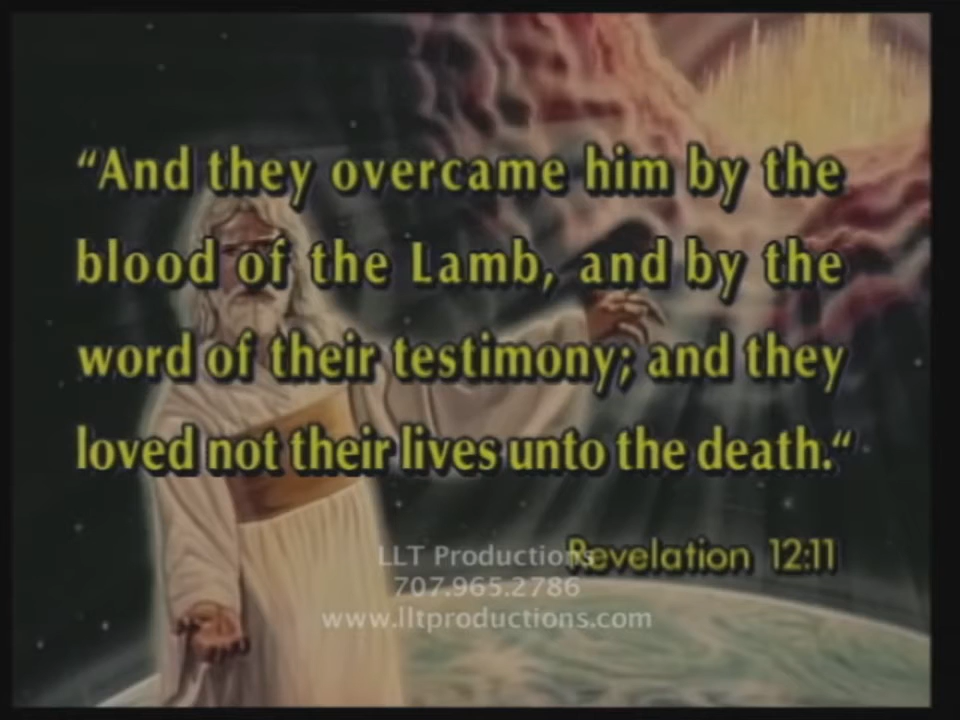 “And they overcame him by the
blood of the Lamb, and by the
word of their testimony; and they
loved not their lives unto the death.“
Revelation 12:11
LLT Productions
707.965.2786
www.lltproductions.com